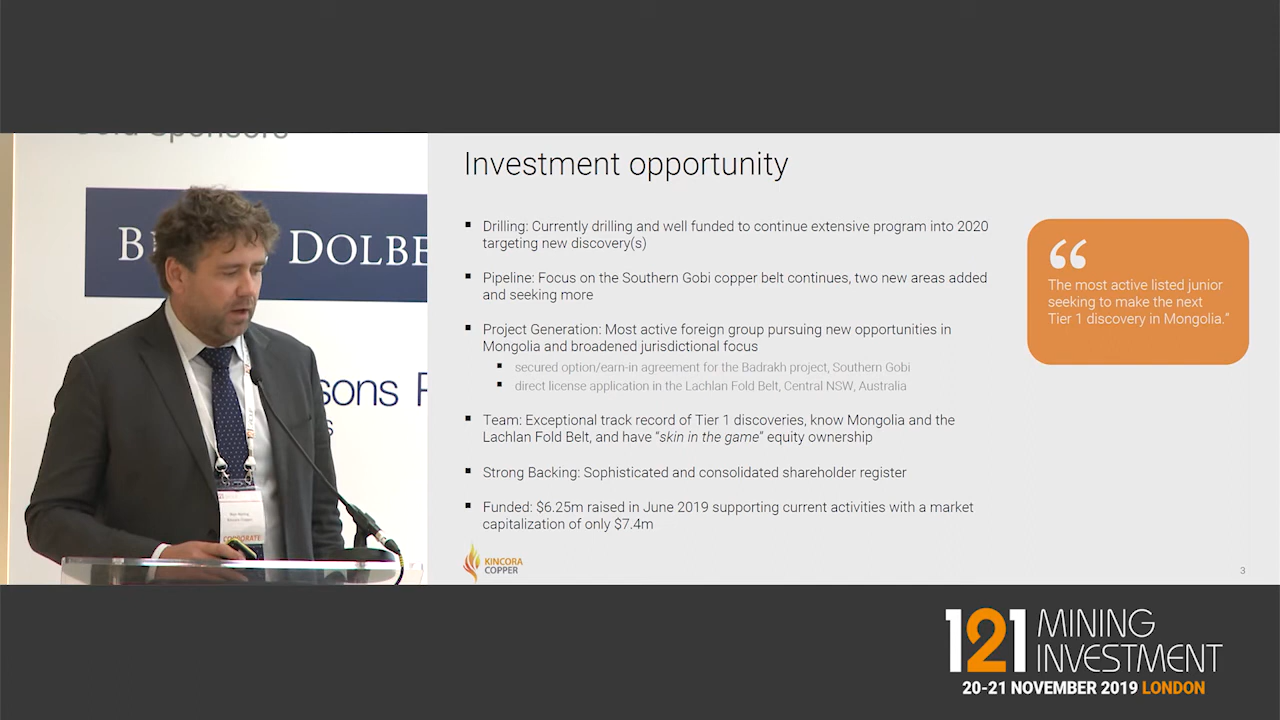 Gold Sponsors
DOLBE
sons F
s
CORPORATE
Investment opportunity
▪ Drilling: Currently drilling and well funded to continue extensive program into 2020
targeting new discovery(s)
▪ Pipeline: Focus on the Southern Gobi copper belt continues, two new areas added
and seeking more
▪ Project Generation: Most active foreign group pursuing new opportunities in
Mongolia and broadened jurisdictional focus
▪ secured option/earn-in agreement for the Badrakh project, Southern Gobi
▪ direct license application in the Lachlan Fold Belt, Central NSW, Australia
▪ Team: Exceptional track record of Tier 1 discoveries, know Mongolia and the
Lachlan Fold Belt, and have “skin in the game” equity ownership
▪ Strong Backing: Sophisticated and consolidated shareholder register
▪ Funded: $6.25m raised in June 2019 supporting current activities with a market
capitalization of only $7.4m
“
The most active listed junior
seeking to make the next
Tier 1 discovery in Mongolia.”
KINCORA
COPPER
3
121 MINING
INVESTMENT
20-21 NOVEMBER 2019 LONDON